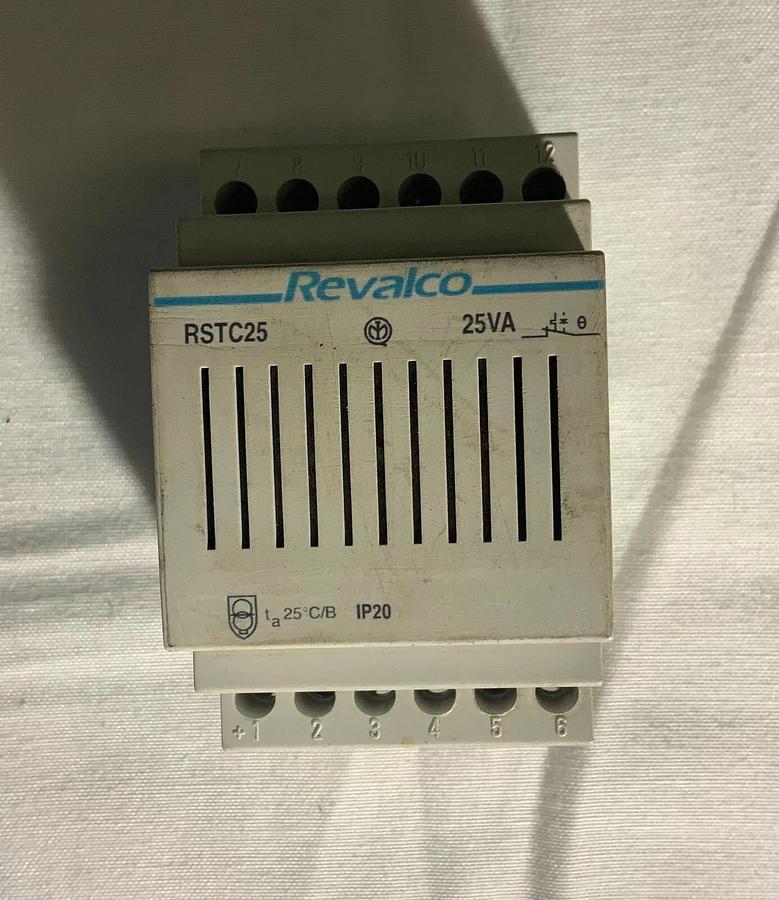 7 8 9 10 11 12
Revalco
RSTC25 25VA θ
ta 25°C/B IP20
+1 2 3 4 5 6